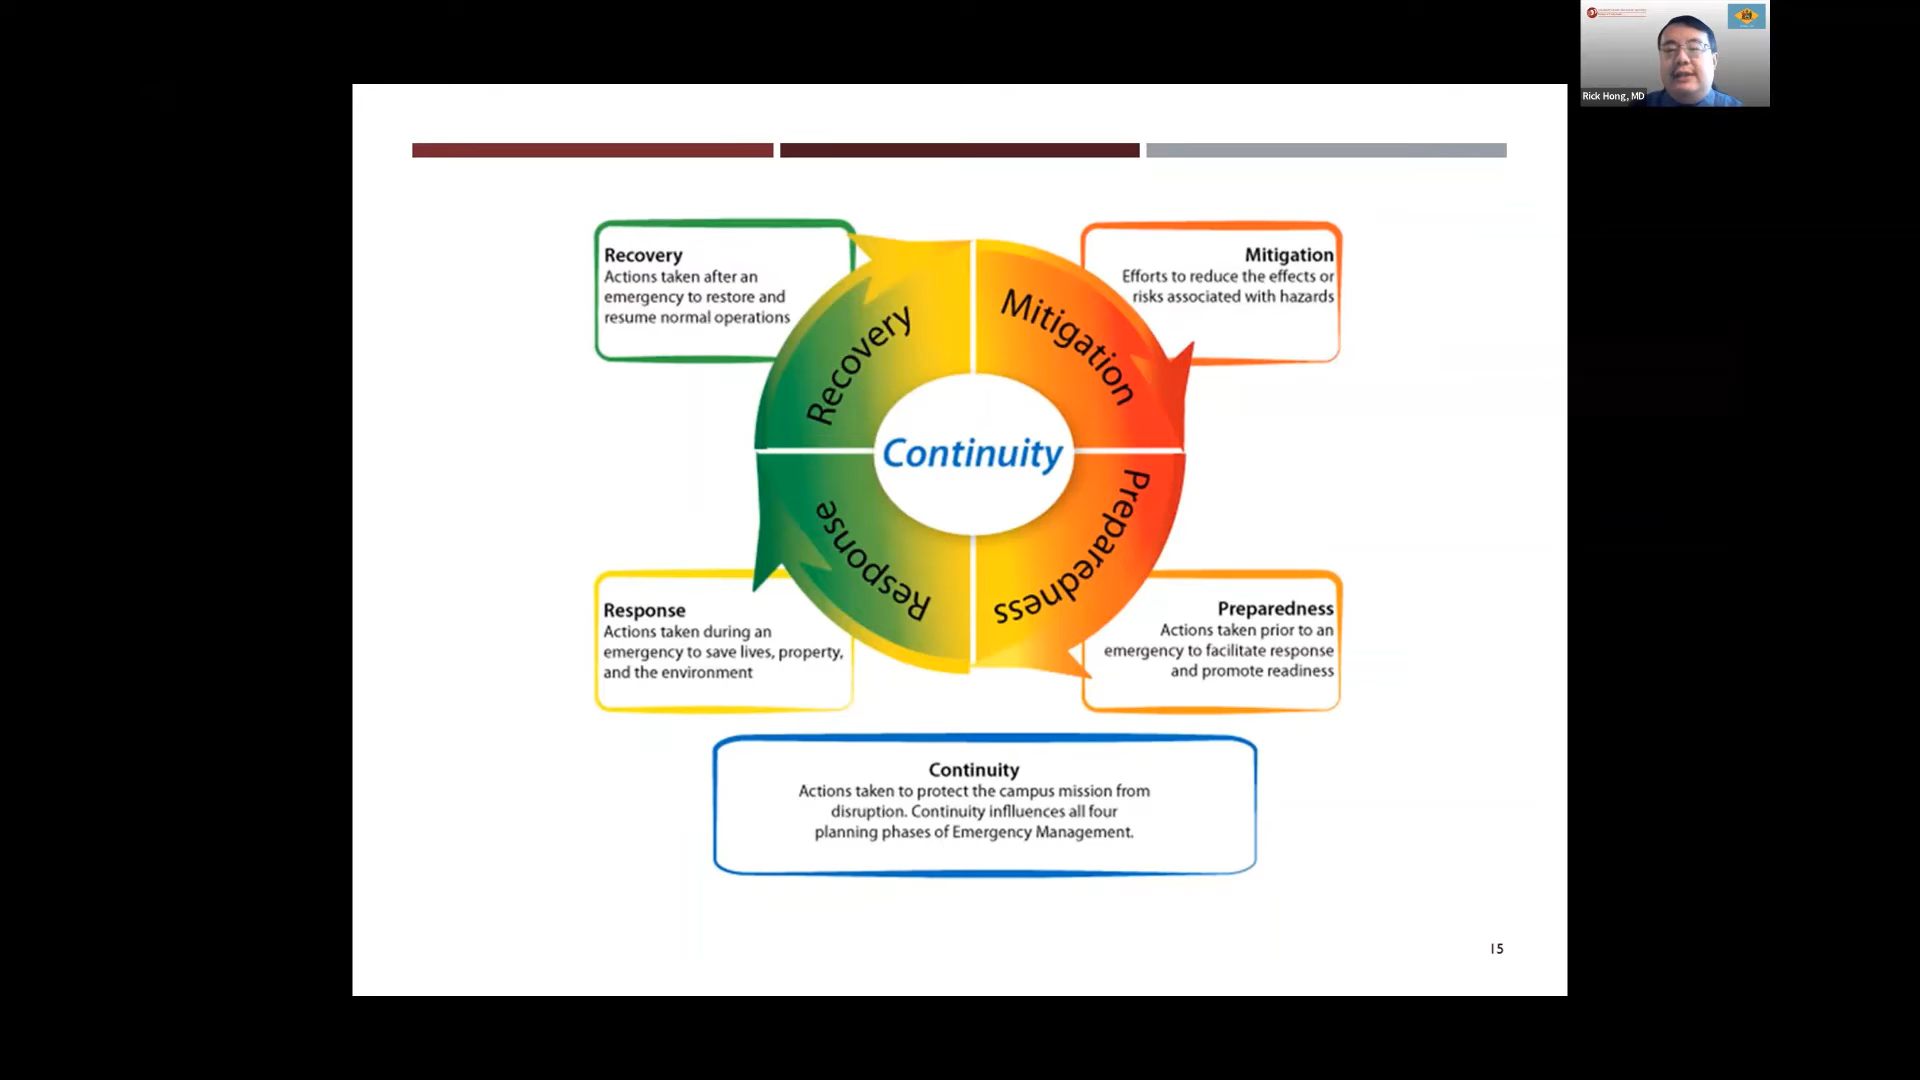 Rick Hong, MD
Recovery
Actions taken after an
emergency to restore and
resume normal operations
Mitigation
Efforts to reduce the effects or
risks associated with hazards
Recovery
Mitigation
Continuity
Response
Preparedness
Response
Actions taken during an
emergency to save lives, property,
and the environment
Preparedness
Actions taken prior to an
emergency to facilitate response
and promote readiness
Continuity
Actions taken to protect the campus mission from
disruption. Continuity inflluences all four
planning phases of Emergency Management.
15